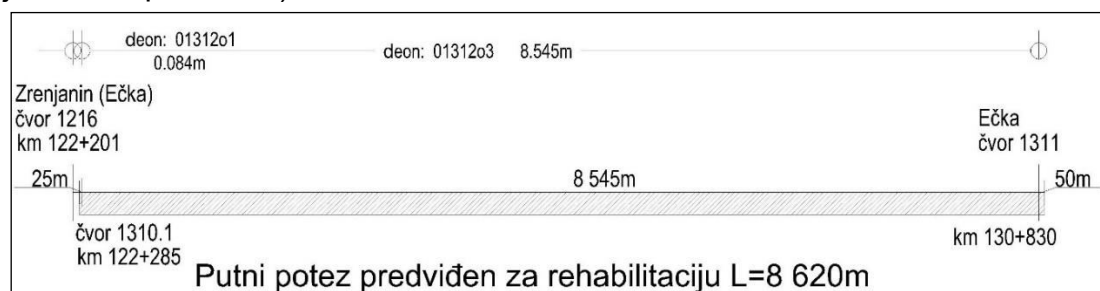 deon: 01312o1
0.084m
deon: 01312o3 8.545m
Zrenjanin (Ečka)
čvor 1216
km 122+201
Ečka
čvor 1311
25m
8 545m
50m
čvor 1310.1
km 122+285
km 130+830
Putni potez predviđen za rehabilitaciju L=8 620m